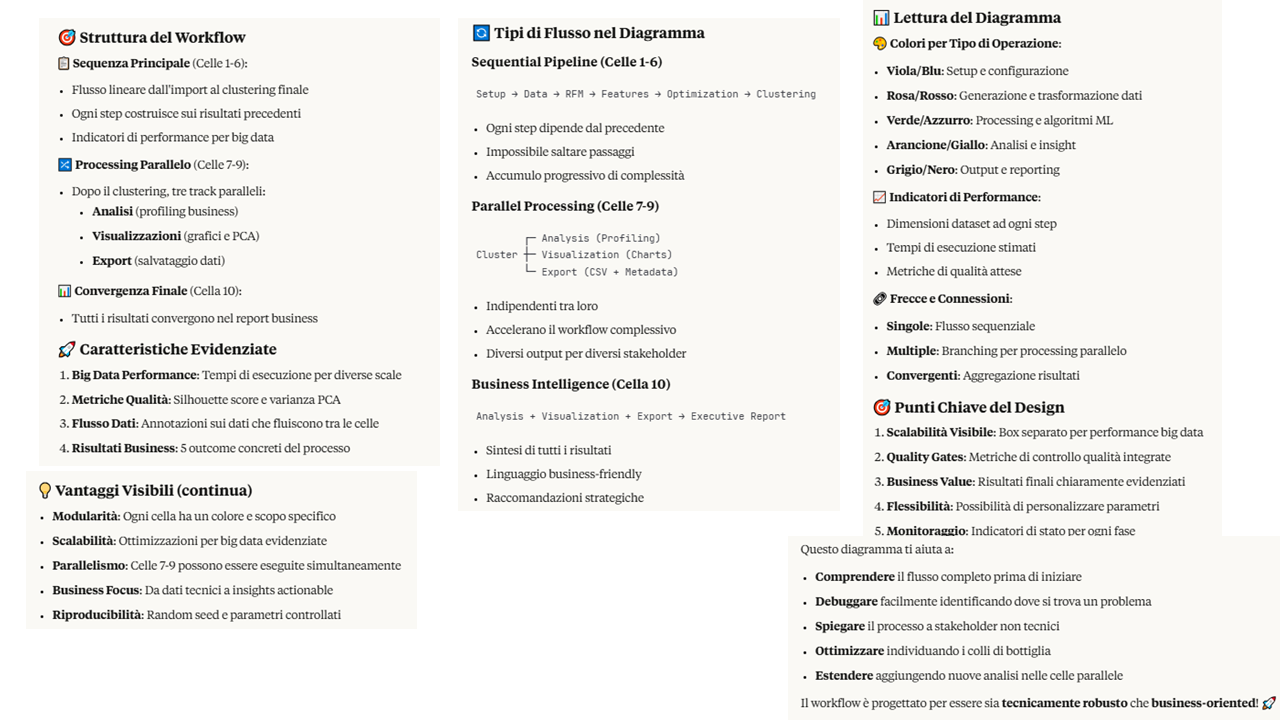 🎯 Struttura del Workflow
📋 Sequenza Principale (Celle 1-6):
• Flusso lineare dall'import al clustering finale
• Ogni step costruisce sui risultati precedenti
• Indicatori di performance per big data
🔀 Processing Parallelo (Celle 7-9):
• Dopo il clustering, tre track paralleli:
• Analisi (profiling business)
• Visualizzazioni (grafici e PCA)
• Export (salvataggio dati)
📊 Convergenza Finale (Cella 10):
• Tutti i risultati convergono nel report business
🚀 Caratteristiche Evidenziate
1. Big Data Performance: Tempi di esecuzione per diverse scale
2. Metriche Qualità: Silhouette score e varianza PCA
3. Flusso Dati: Annotazioni sui dati che fluiscono tra le celle
4. Risultati Business: 5 outcome concreti del processo
💡 Vantaggi Visibili (continua)
• Modularità: Ogni cella ha un colore e scopo specifico
• Scalabilità: Ottimizzazioni per big data evidenziate
• Parallelismo: Celle 7-9 possono essere eseguite simultaneamente
• Business Focus: Da dati tecnici a insights actionable
• Riproducibilità: Random seed e parametri controllati
🔄 Tipi di Flusso nel Diagramma
Sequential Pipeline (Celle 1-6)
Setup → Data → RFM → Features → Optimization → Clustering
• Ogni step dipende dal precedente
• Impossibile saltare passaggi
• Accumulo progressivo di complessità
Parallel Processing (Celle 7-9)
┌─ Analysis (Profiling)
Cluster ┼─ Visualization (Charts)
└─ Export (CSV + Metadata)
• Indipendenti tra loro
• Accelerano il workflow complessivo
• Diversi output per diversi stakeholder
Business Intelligence (Cella 10)
Analysis + Visualization + Export → Executive Report
• Sintesi di tutti i risultati
• Linguaggio business-friendly
• Raccomandazioni strategiche
📊 Lettura del Diagramma
🎨 Colori per Tipo di Operazione:
• Viola/Blu: Setup e configurazione
• Rosa/Rosso: Generazione e trasformazione dati
• Verde/Azzurro: Processing e algoritmi ML
• Arancione/Giallo: Analisi e insight
• Grigio/Nero: Output e reporting
📈 Indicatori di Performance:
• Dimensioni dataset ad ogni step
• Tempi di esecuzione stimati
• Metriche di qualità attese
🔗 Frecce e Connessioni:
• Singole: Flusso sequenziale
• Multiple: Branching per processing parallelo
• Convergenti: Aggregazione risultati
🎯 Punti Chiave del Design
1. Scalabilità Visibile: Box separato per performance big data
2. Quality Gates: Metriche di controllo qualità integrate
3. Business Value: Risultati finali chiaramente evidenziati
4. Flessibilità: Possibilità di personalizzare parametri
5. Monitoraggio: Indicatori di stato per ogni fase
Questo diagramma ti aiuta a:
• Comprendere il flusso completo prima di iniziare
• Debuggare facilmente identificando dove si trova un problema
• Spiegare il processo a stakeholder non tecnici
• Ottimizzare individuando i colli di bottiglia
• Estendere aggiungendo nuove analisi nelle celle parallele
Il workflow è progettato per essere sia tecnicamente robusto che business-oriented! 🚀